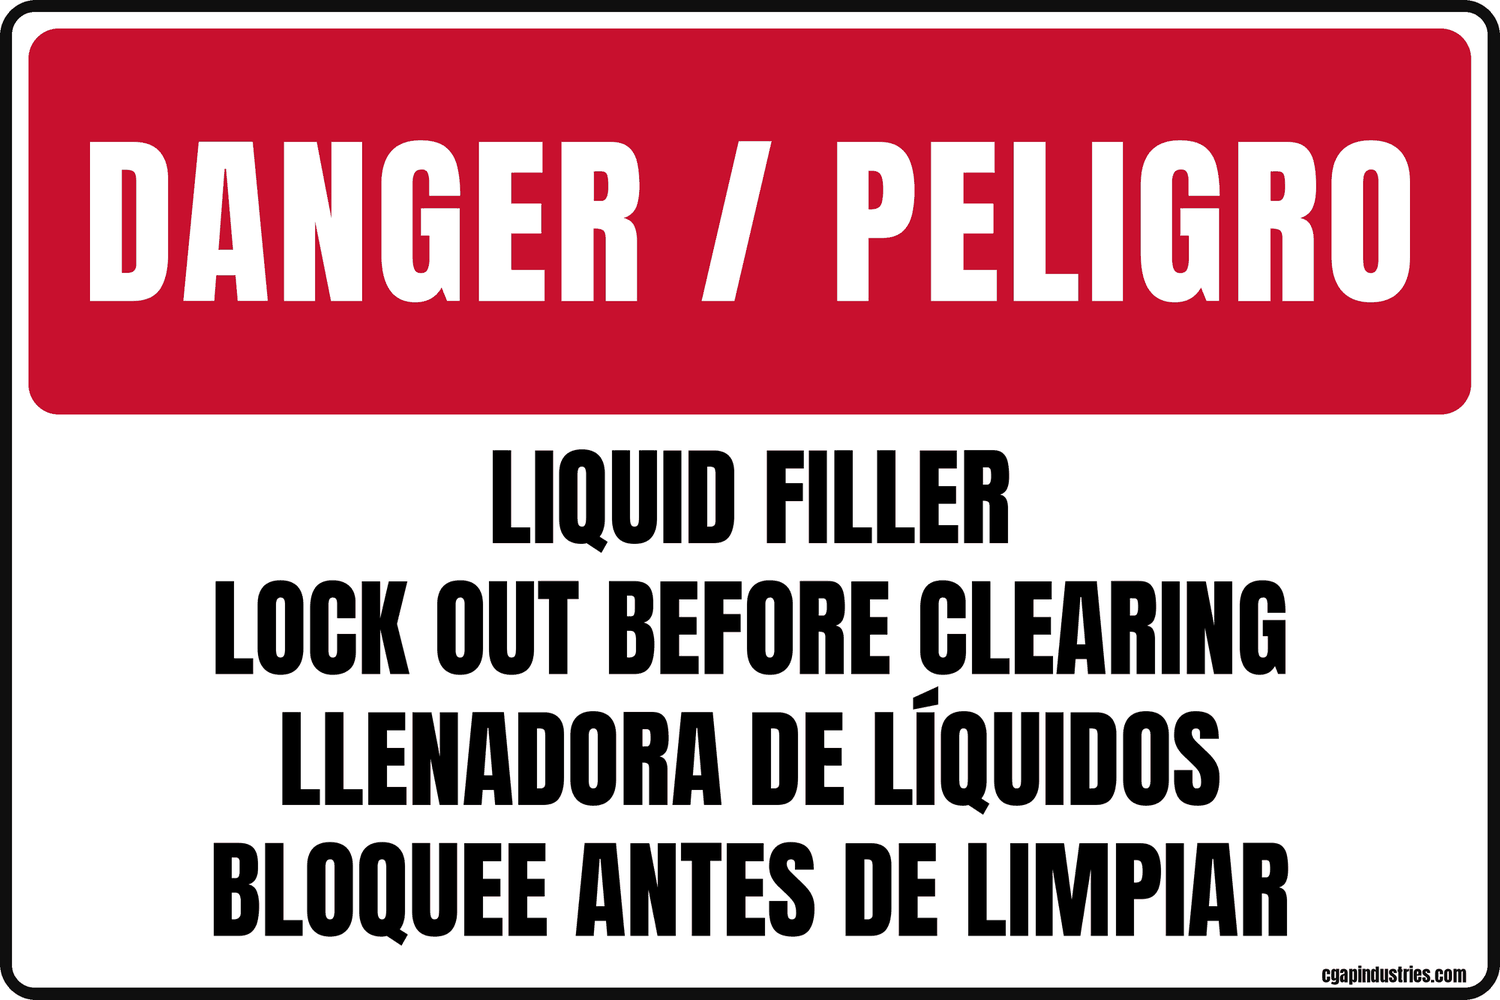 DANGER / PELIGRO
LIQUID FILLER
LOCK OUT BEFORE CLEARING
LLENADORA DE LÍQUIDOS
BLOQUEE ANTES DE LIMPIAR
cgapindustries.com